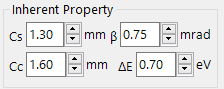 Inherent Property
Cs 1.30 mm β 0.75 mrad
Cc 1.60 mm ΔE 0.70 eV